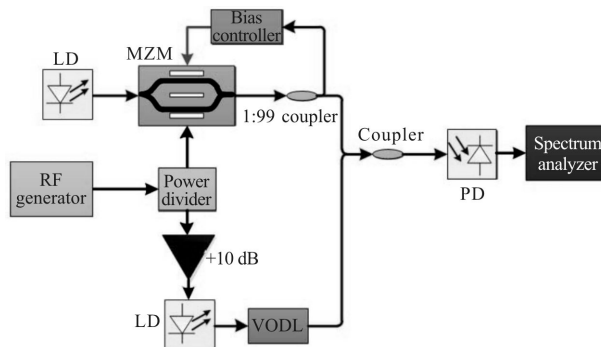 Bias
controller
LD
MZM
1:99 coupler
Coupler
Spectrum
analyzer
PD
RF
generator
Power
divider
+10 dB
LD
VODL